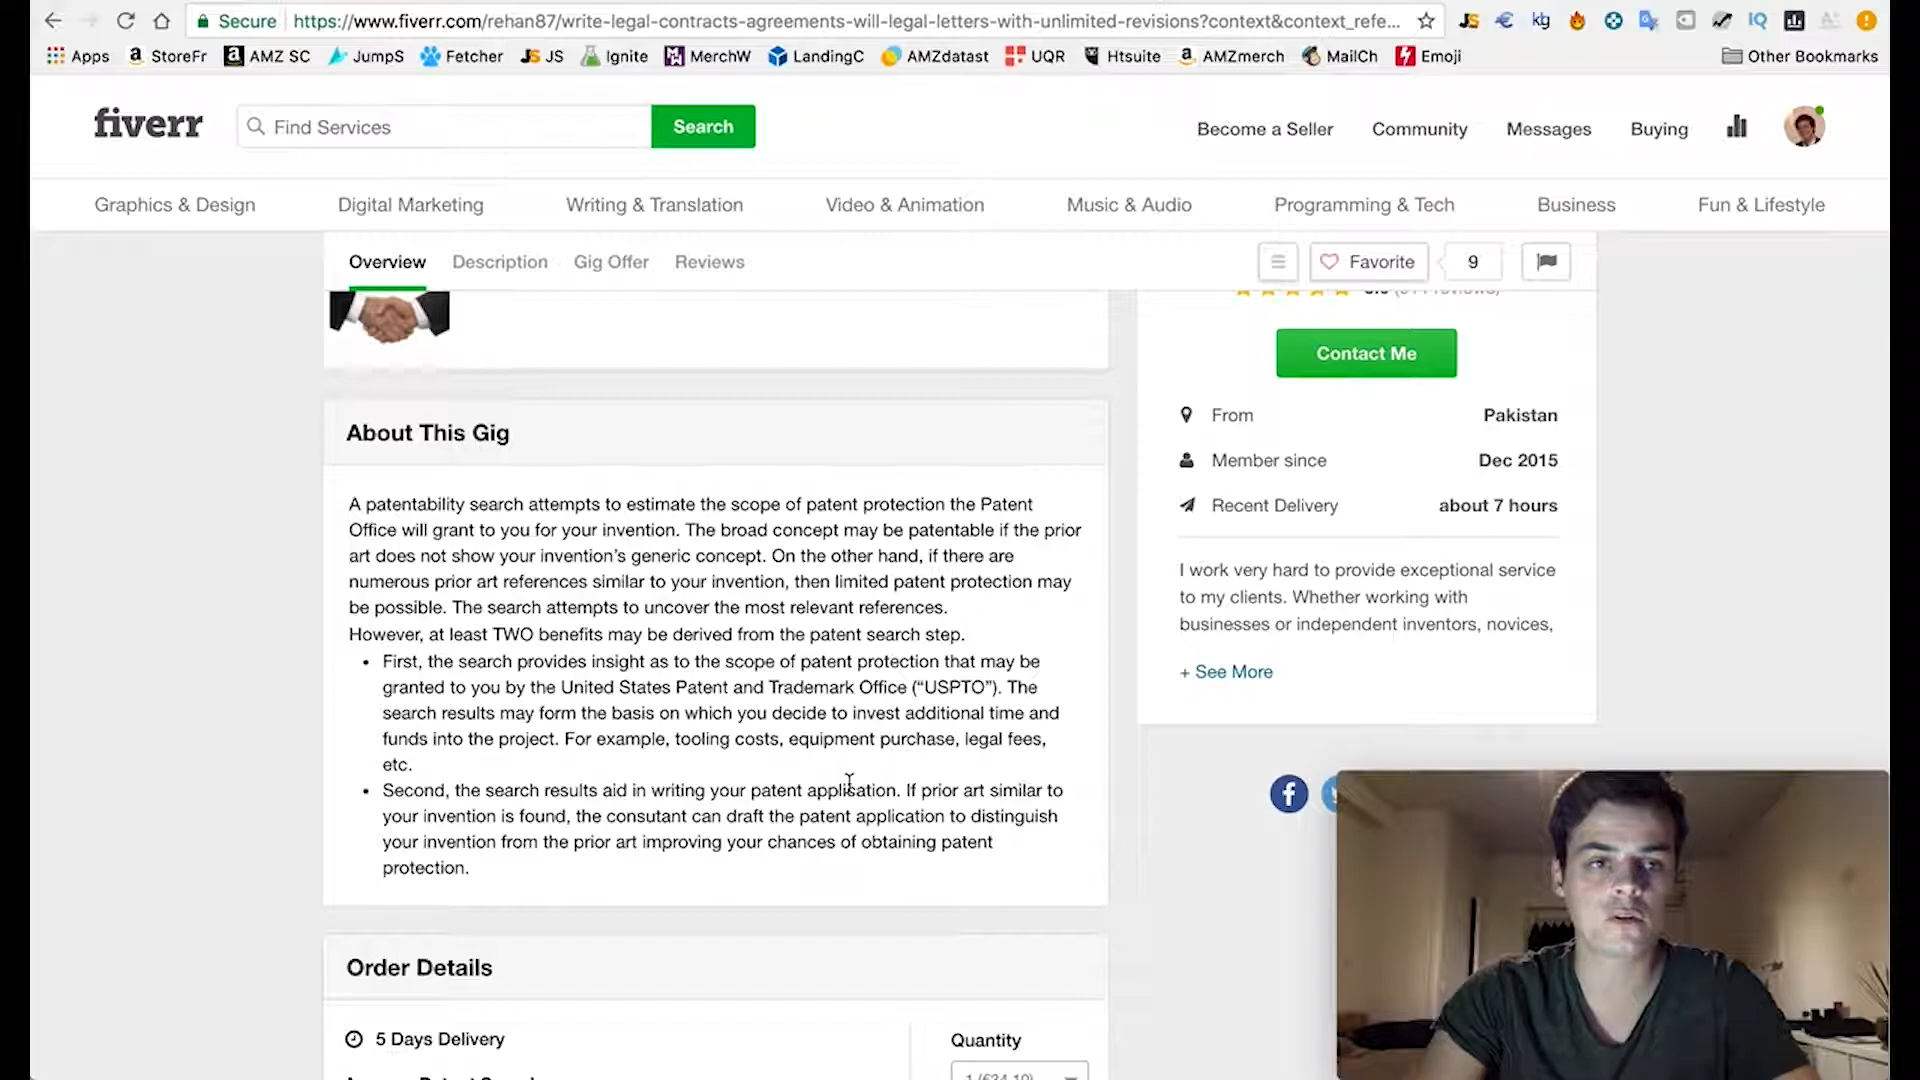 Secure https://www.fiverr.com/rehan87/write-legal-contracts-agreements-will-legal-letters-with-unlimited-revisions?context&context_refe...
Apps StoreFr AMZ SC JumpS Fetcher JS Ignite MerchW LandingC AMZdatast UQR Htsuite AMZmerch MailCh Emoji Other Bookmarks
fiverr Find Services Search Become a Seller Community Messages Buying
Graphics & Design Digital Marketing Writing & Translation Video & Animation Music & Audio Programming & Tech Business Fun & Lifestyle
Overview Description Gig Offer Reviews Favorite 9
Contact Me
From Pakistan
Member since Dec 2015
Recent Delivery about 7 hours
I work very hard to provide exceptional service
to my clients. Whether working with
businesses or independent inventors, novices,
+ See More
About This Gig
A patentability search attempts to estimate the scope of patent protection the Patent
Office will grant to you for your invention. The broad concept may be patentable if the prior
art does not show your invention's generic concept. On the other hand, if there are
numerous prior art references similar to your invention, then limited patent protection may
be possible. The search attempts to uncover the most relevant references.
However, at least TWO benefits may be derived from the patent search step.
• First, the search provides insight as to the scope of patent protection that may be
granted to you by the United States Patent and Trademark Office (“USPTO”). The
search results may form the basis on which you decide to invest additional time and
funds into the project. For example, tooling costs, equipment purchase, legal fees,
etc.
• Second, the search results aid in writing your patent application. If prior art similar to
your invention is found, the consutant can draft the patent application to distinguish
your invention from the prior art improving your chances of obtaining patent
protection.
Order Details
5 Days Delivery
Quantity